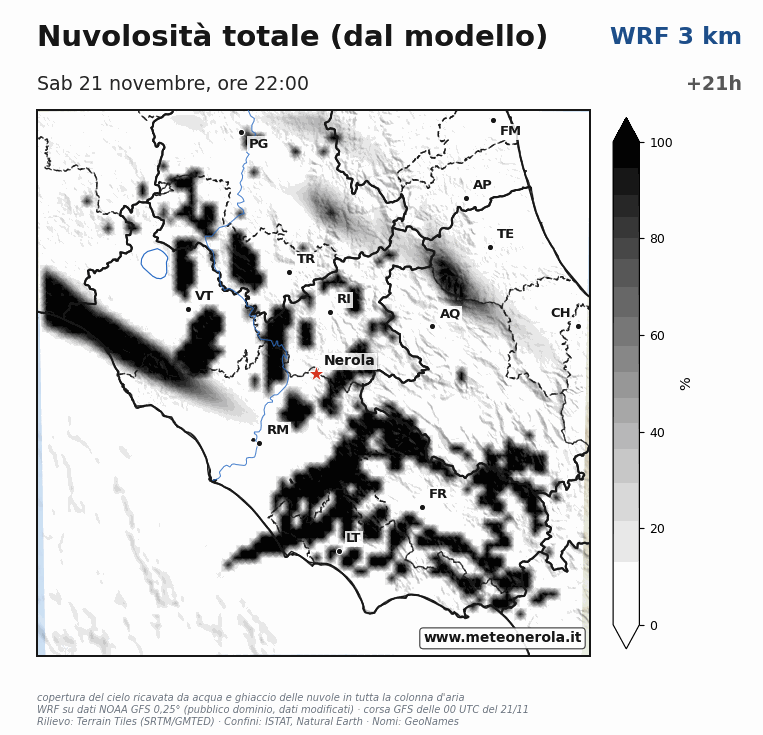 Nuvolosità totale (dal modello)
WRF 3 km
Sab 21 novembre, ore 22:00
+21h
FM
PG
AP
TE
TR
VT
RI
AQ
CH
Nerola
RM
FR
LT
100
80
60
40
20
0
%
www.meteonerola.it
copertura del cielo ricavata da acqua e ghiaccio delle nuvole in tutta la colonna d'aria
WRF su dati NOAA GFS 0,25° (pubblico dominio, dati modificati) · corsa GFS delle 00 UTC del 21/11
Rilievo: Terrain Tiles (SRTM/GMTED) · Confini: ISTAT, Natural Earth · Nomi: GeoNames